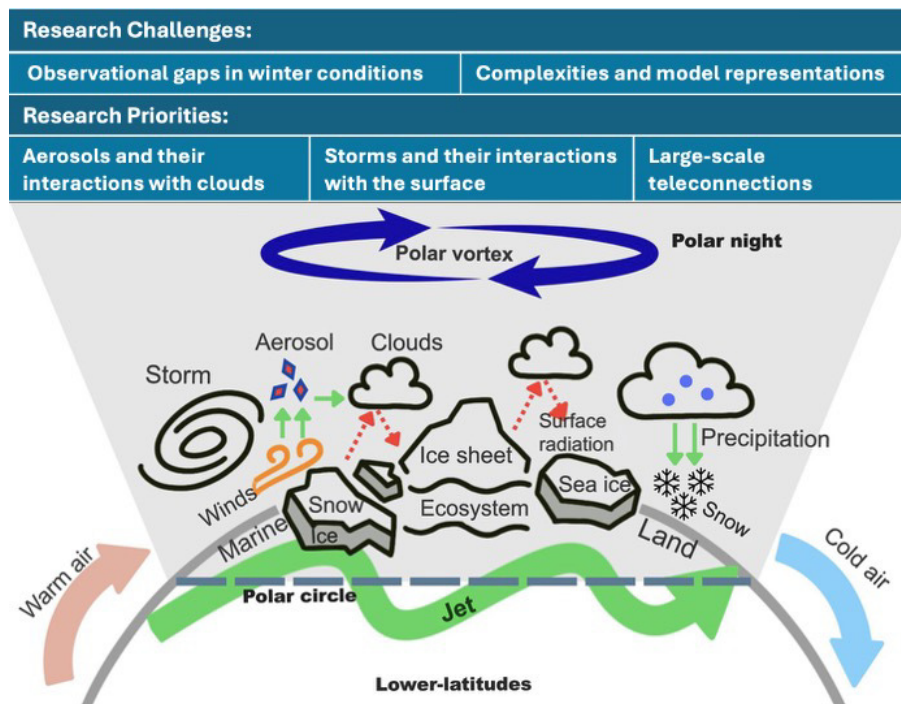 Research Challenges:
Observational gaps in winter conditions
Complexities and model representations
Research Priorities:
Aerosols and their
interactions with clouds
Storms and their interactions
with the surface
Large-scale
teleconnections
Polar vortex
Polar night
Aerosol
Clouds
Storm
Surface
radiation
Precipitation
Ice sheet
Winds
Snow
Ice
Sea ice
Snow
Ecosystem
Marine
Land
Warm air
Cold air
Polar circle
Jet
Lower-latitudes